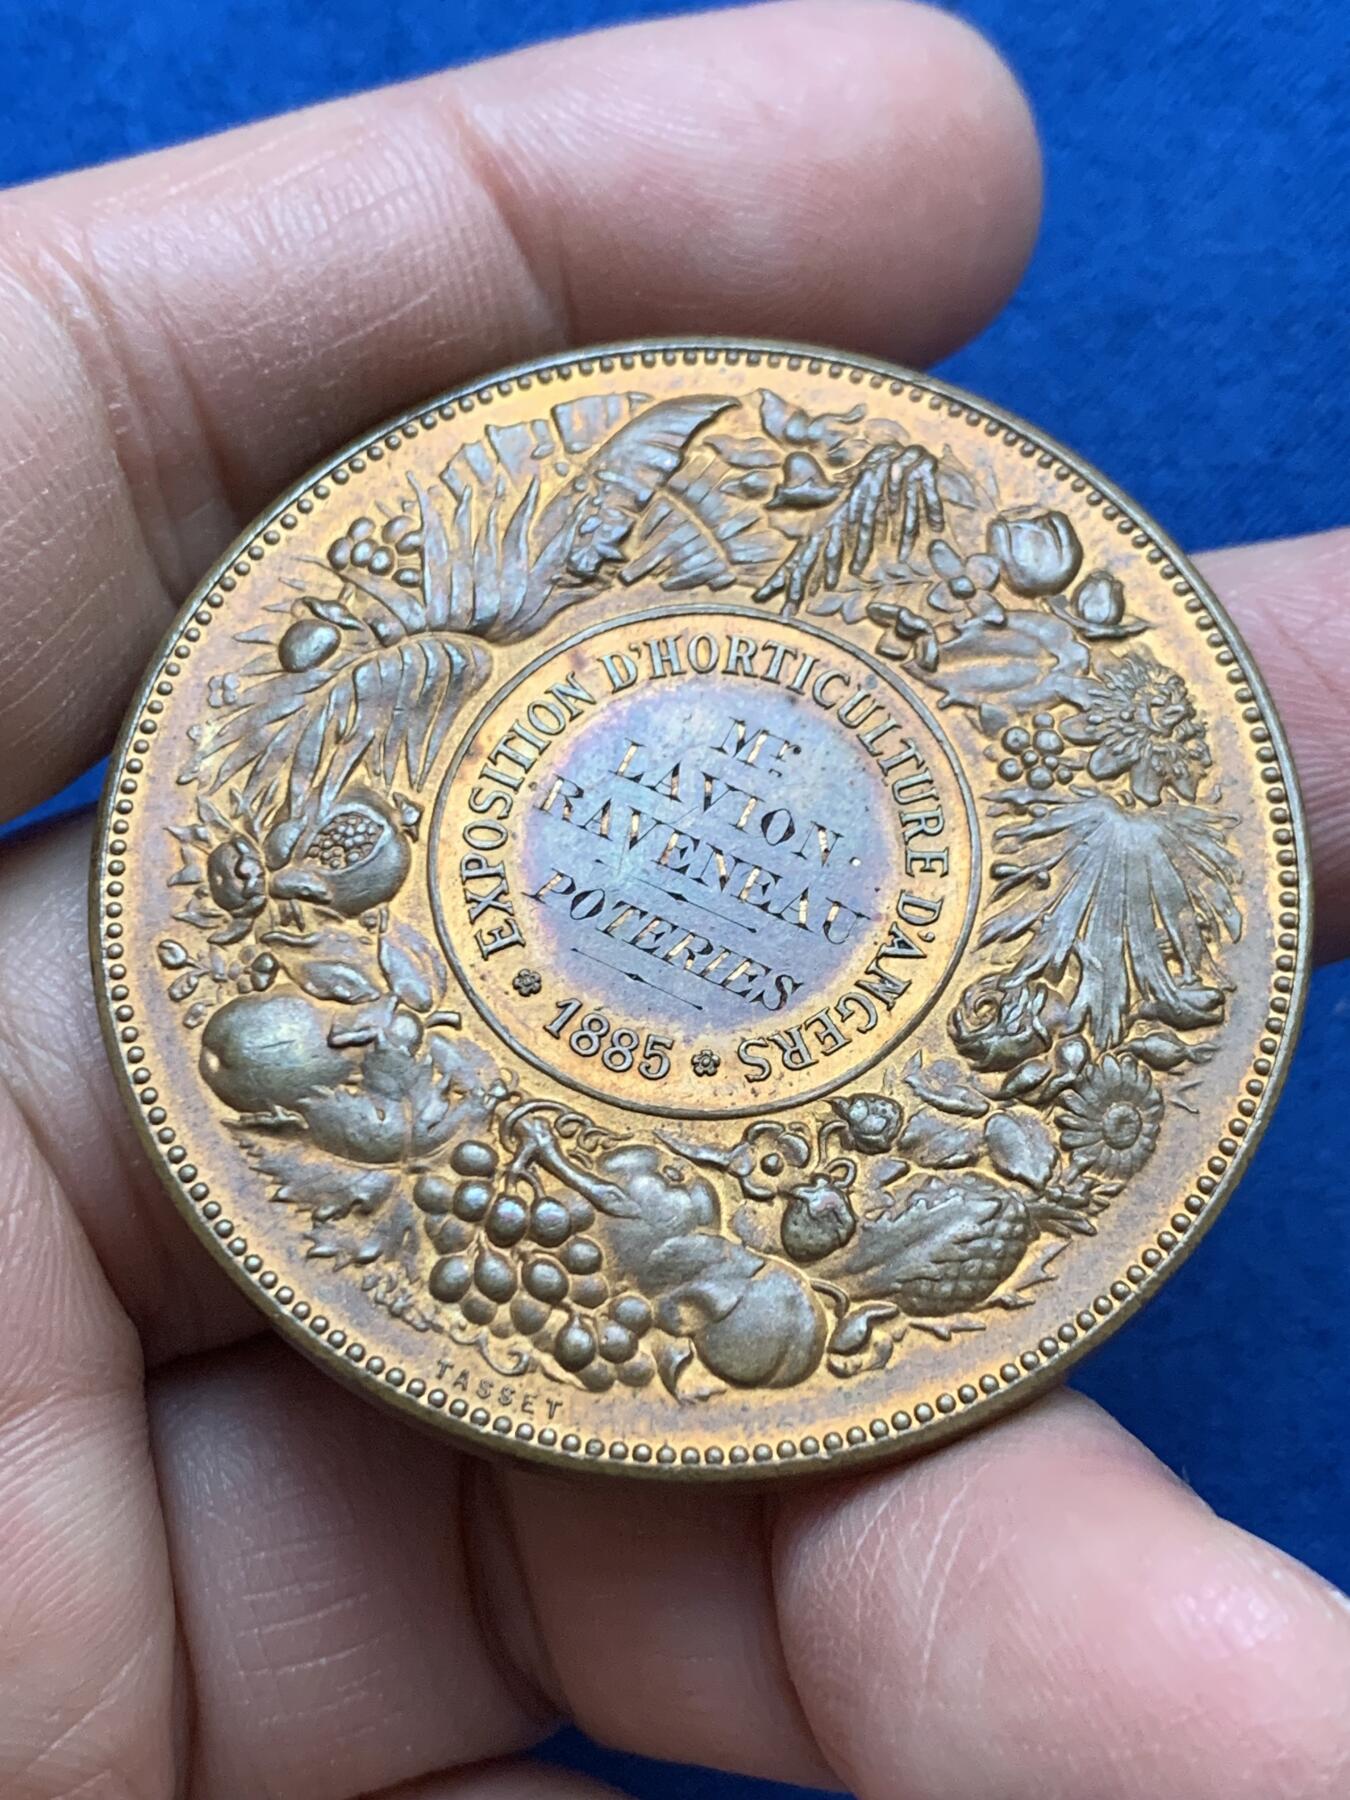 EXPOSITION D'HORTICULTURE D'ANGERS
1885
Mr.
LAVION.
RAVENEAU
POTERIES
TASSET